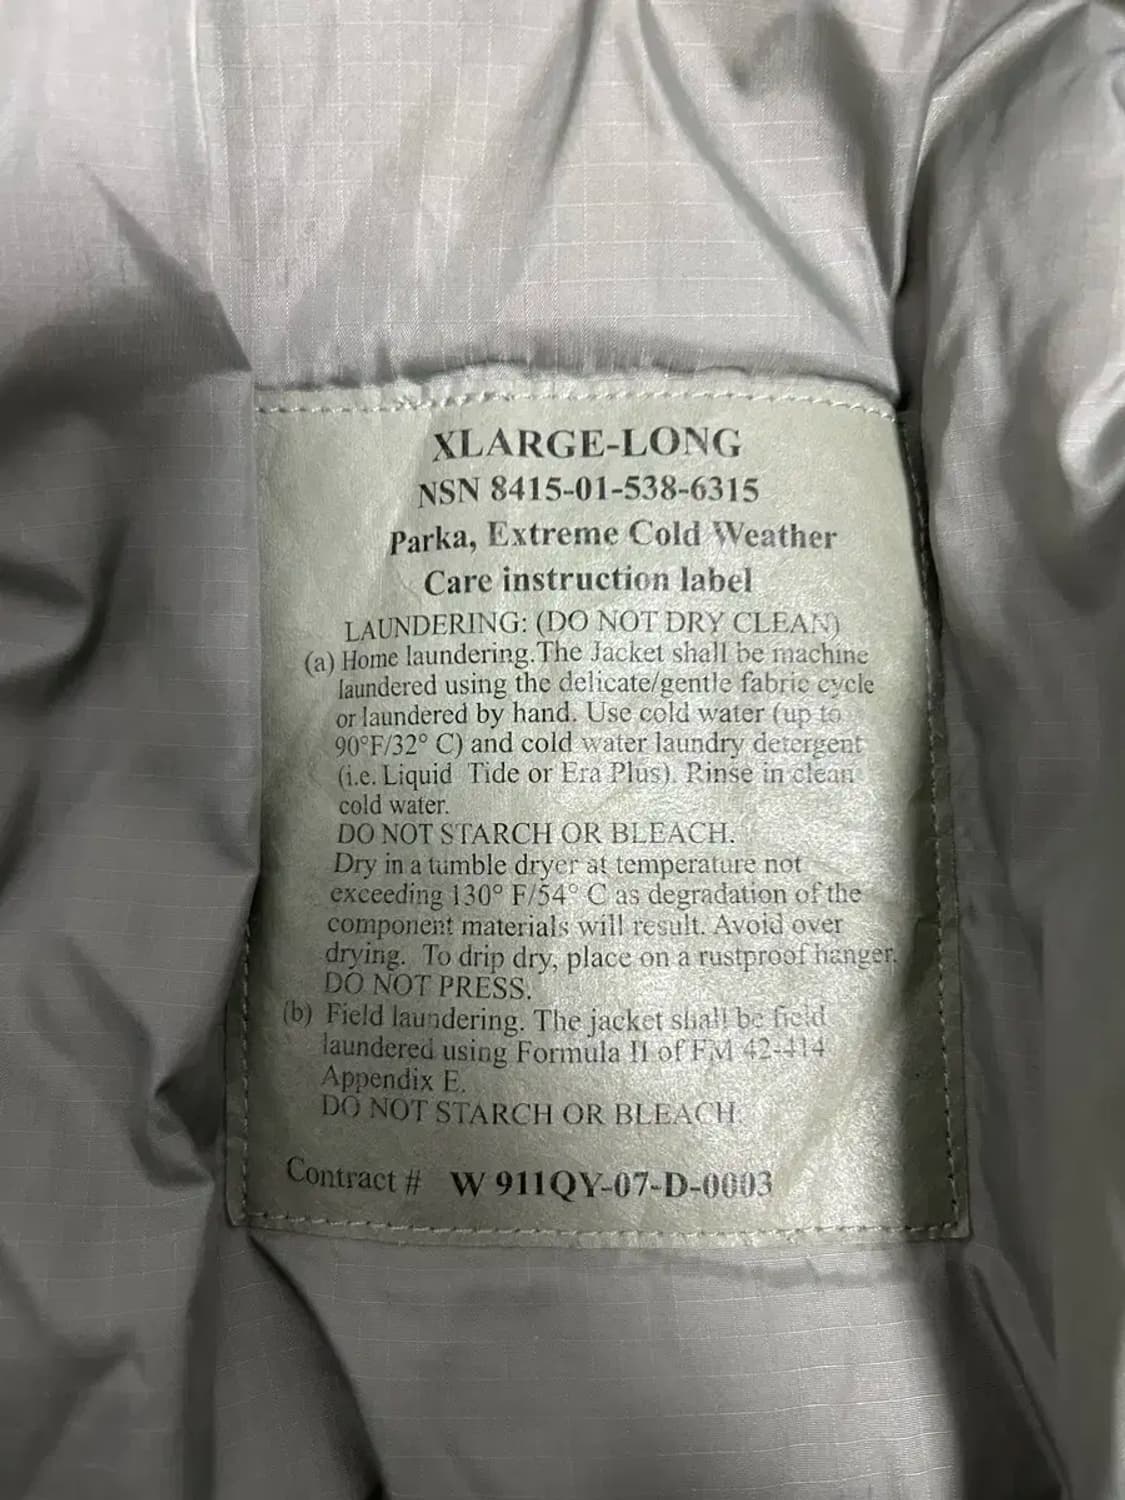 XLARGE-LONG
NSN 8415-01-538-6315
Parka, Extreme Cold Weather
Care instruction label
LAUNDERING: (DO NOT DRY CLEAN)
(a) Home laundering.The Jacket shall be machine
laundered using the delicate/gentle fabric cycle
or laundered by hand. Use cold water (up to
90°F/32° C) and cold water laundry detergent
(i.e. Liquid Tide or Era Plus). Rinse in clean
cold water.
DO NOT STARCH OR BLEACH.
Dry in a tumble dryer at temperature not
exceeding 130° F/54° C as degradation of the
component materials will result. Avoid over
drying. To drip dry, place on a rustproof hanger.
DO NOT PRESS.
(b) Field laundering. The jacket shall be field
laundered using Formula II of FM 42-414
Appendix E.
DO NOT STARCH OR BLEACH.
Contract # W 911QY-07-D-0003